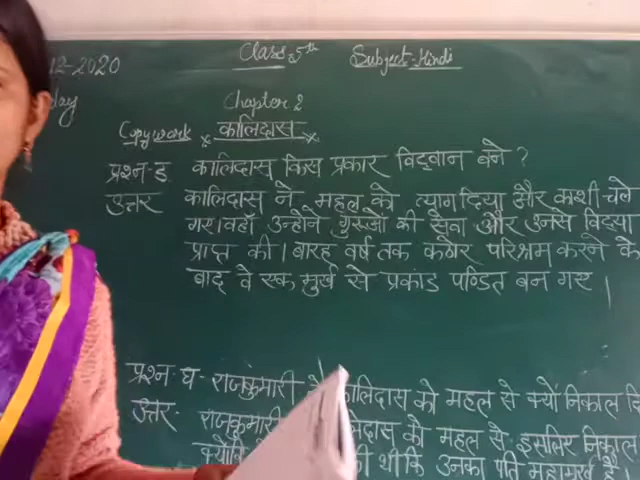 12-2020 Class 5th Subject-Hindi
day
Chapter 2
Copywork कालिदास
प्रश्न-ङ कालिदास किस प्रकार विद्वान बने ?
उत्तर कालिदास ने महल को त्याग दिया और काशी चले
गए। वहाँ उन्होने गुरुओ की सेवा और उनसे विद्या
प्राप्त की। बारह वर्ष तक कठोर परिश्रम करने के
बाद वे एक मुर्ख से प्रकांड पण्डित बन गए ।
प्रश्न-घ- राजकुमारी ने कालिदास को महल से क्यों निकाल
उत्तर- राजकुमारी को महल से इसलिए निकाल
क्योकि थी कि उनका पति महामुर्ख है।